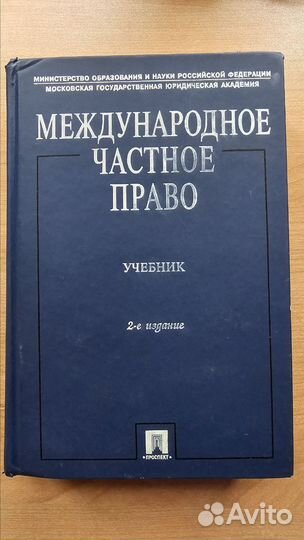 МИНИСТЕРСТВО ОБРАЗОВАНИЯ И НАУКИ РОССИЙСКОЙ ФЕДЕРАЦИИ
МОСКОВСКАЯ ГОСУДАРСТВЕННАЯ ЮРИДИЧЕСКАЯ АКАДЕМИЯ
МЕЖДУНАРОДНОЕ
ЧАСТНОЕ
ПРАВО
УЧЕБНИК
2-е издание
ПРОСПЕКТ
Avito